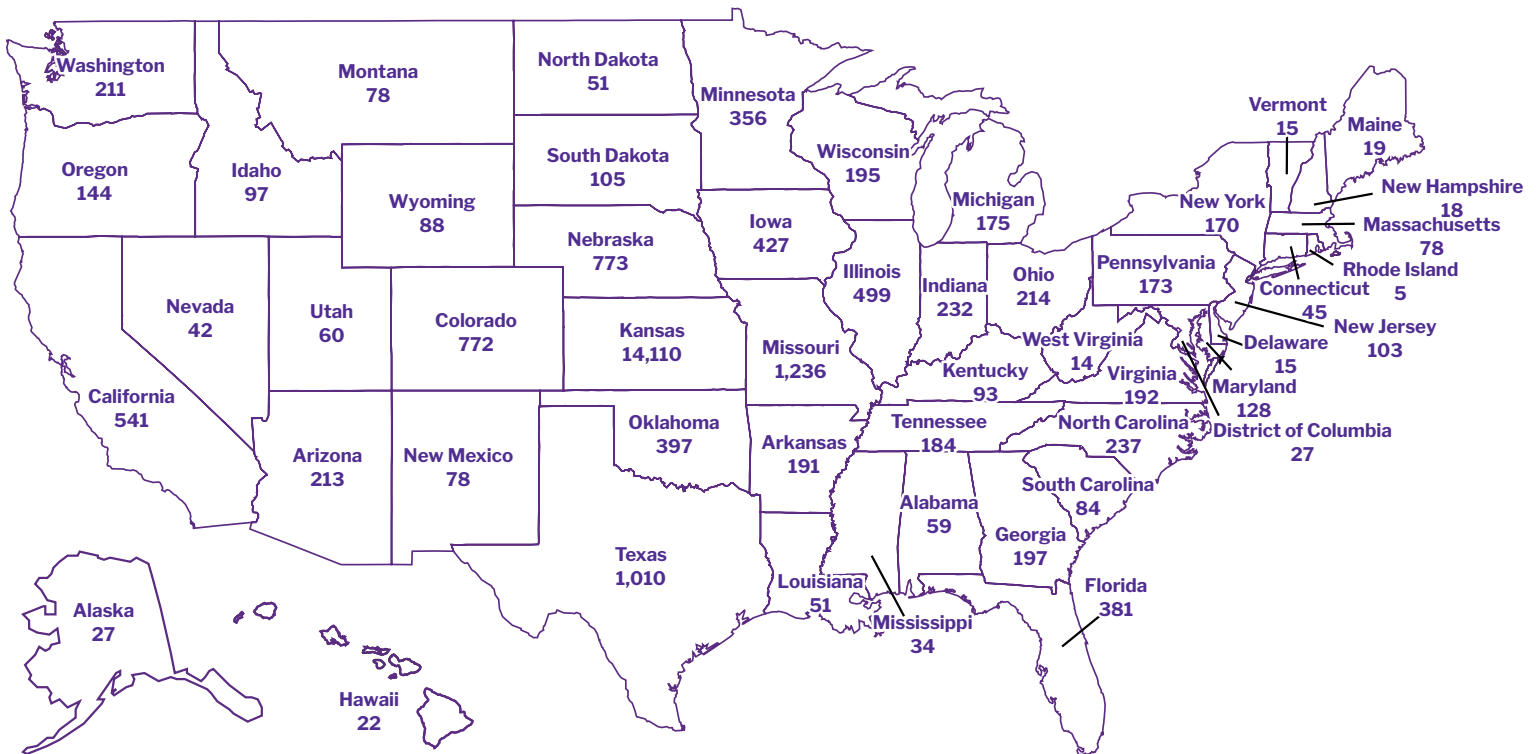 Washington
211
Montana
78
North Dakota
51
Minnesota
356
Vermont
15
Maine
19
Oregon
144
Idaho
97
South Dakota
105
Wisconsin
195
Wyoming
88
Michigan
175
New York
170
New Hampshire
18
Massachusetts
78
Iowa
427
Nebraska
773
Illinois
499
Indiana
232
Ohio
214
Pennsylvania
173
Rhode Island
5
Connecticut
45
Nevada
42
Utah
60
Colorado
772
Kansas
14,110
Missouri
1,236
West Virginia
14
New Jersey
103
Delaware
15
Kentucky
93
Virginia
192
Maryland
128
California
541
Oklahoma
397
Arkansas
191
Tennessee
184
North Carolina
237
District of Columbia
27
Arizona
213
New Mexico
78
South Carolina
84
Alabama
59
Georgia
197
Texas
1,010
Louisiana
51
Mississippi
34
Florida
381
Alaska
27
Hawaii
22